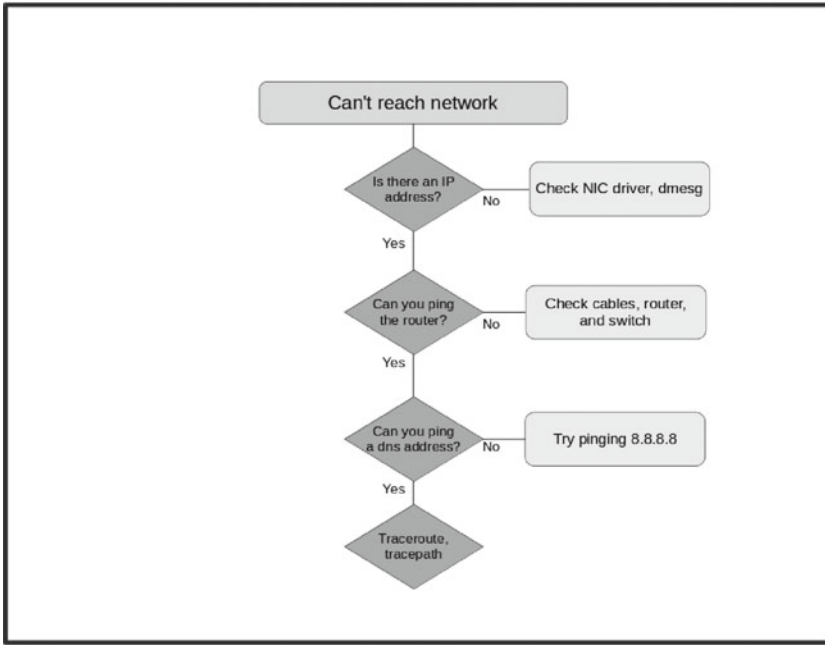 Can't reach network
Is there an IP
address?
No
Check NIC driver, dmesg
Yes
Can you ping
the router?
No
Check cables, router,
and switch
Yes
Can you ping
a dns address?
No
Try pinging 8.8.8.8
Yes
Traceroute,
tracepath